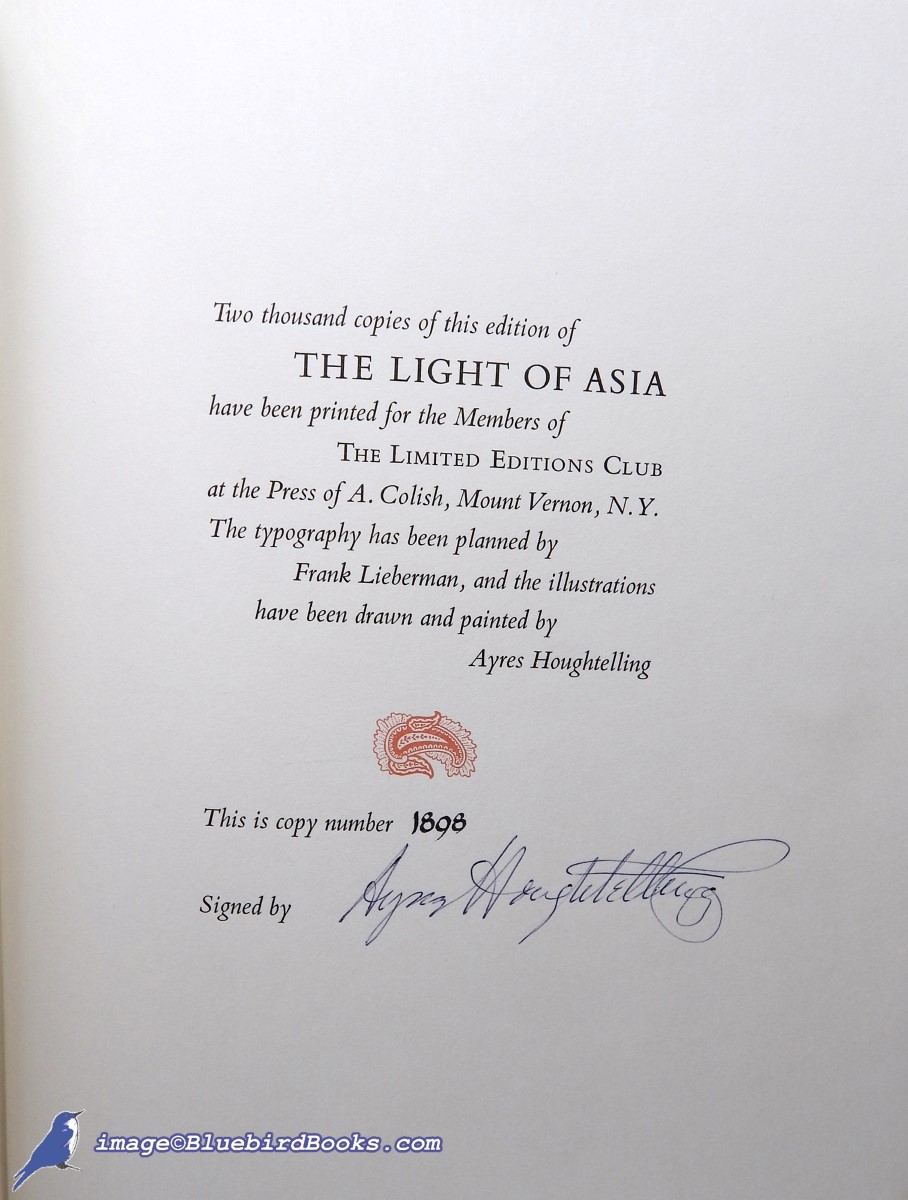 Two thousand copies of this edition of
THE LIGHT OF ASIA
have been printed for the Members of
THE LIMITED EDITIONS CLUB
at the Press of A. Colish, Mount Vernon, N.Y.
The typography has been planned by
Frank Lieberman, and the illustrations
have been drawn and painted by
Ayres Houghtelling
This is copy number 1898
Signed by Ayres Houghtelling
image©BluebirdBooks.com